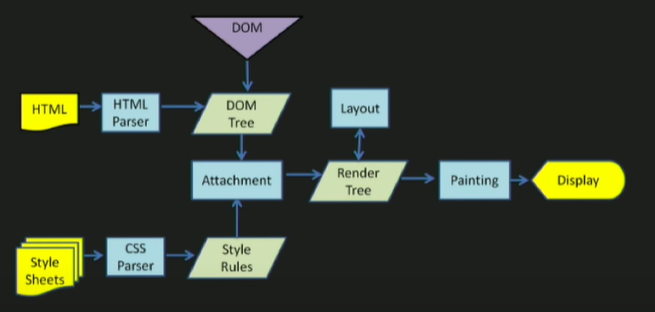 DOM
HTML
HTML
Parser
DOM
Tree
Layout
Attachment
Render
Tree
Painting
Display
Style
Sheets
CSS
Parser
Style
Rules